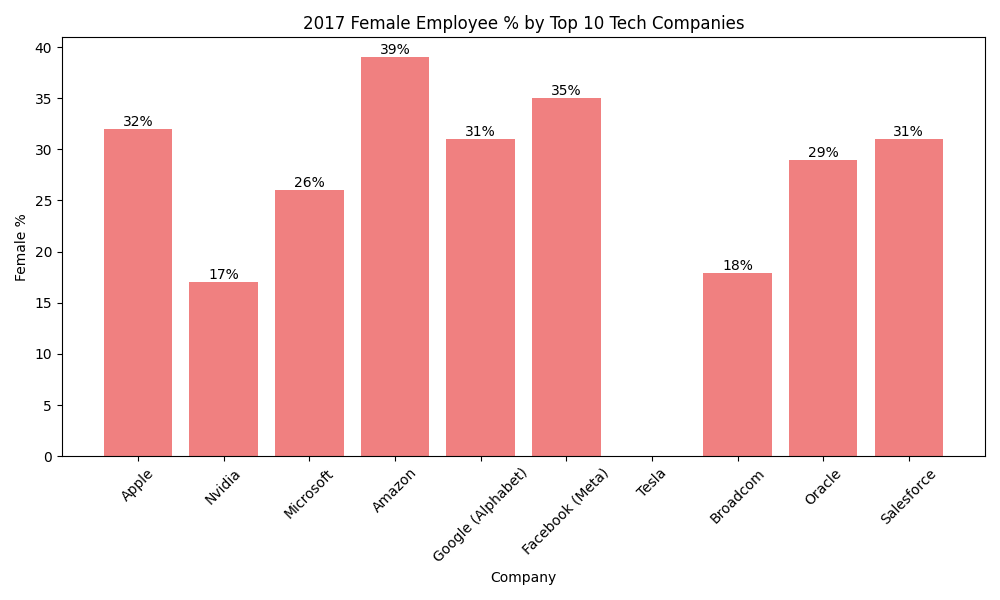 2017 Female Employee % by Top 10 Tech Companies
Female %
40
35
30
25
20
15
10
5
0
32%
17%
26%
39%
31%
35%
18%
29%
31%
Apple
Nvidia
Microsoft
Amazon
Google (Alphabet)
Facebook (Meta)
Tesla
Broadcom
Oracle
Salesforce
Company